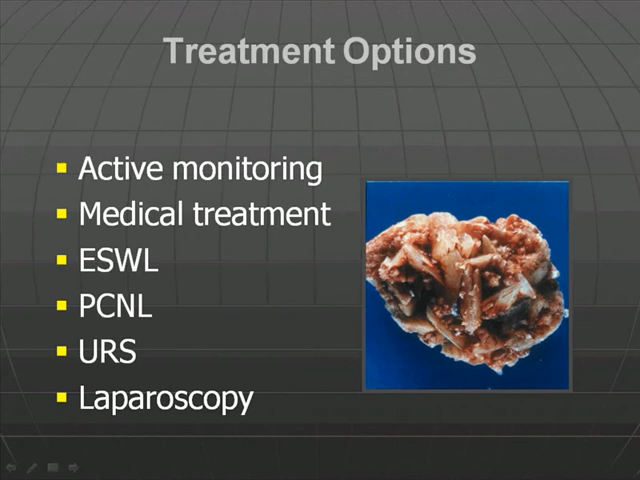 Treatment Options
Active monitoring
Medical treatment
ESWL
PCNL
URS
Laparoscopy